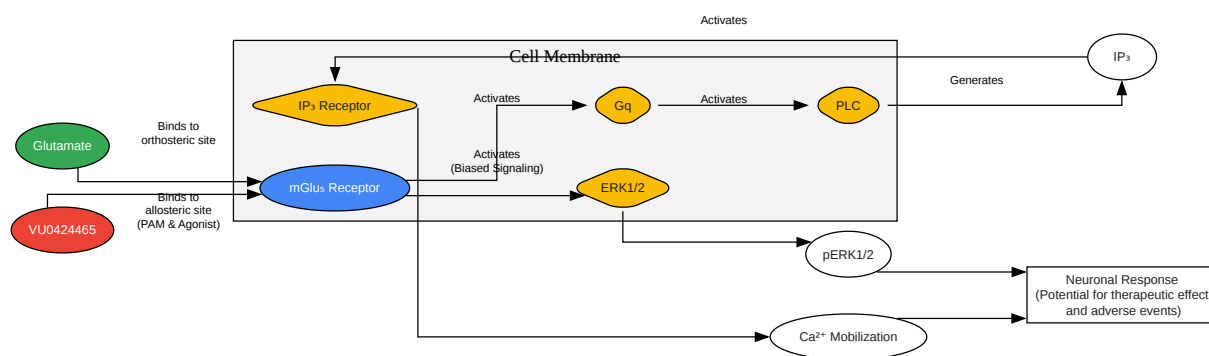 Activates
Cell Membrane
IP₃
Generates
IP₃ Receptor
Activates
Gq
Activates
PLC
Binds to
orthosteric site
Glutamate
Activates
(Biased Signaling)
mGlu₅ Receptor
ERK1/2
Binds to
allosteric site
(PAM & Agonist)
VU0424465
pERK1/2
Neuronal Response
(Potential for therapeutic effect
and adverse events)
Ca²⁺ Mobilization